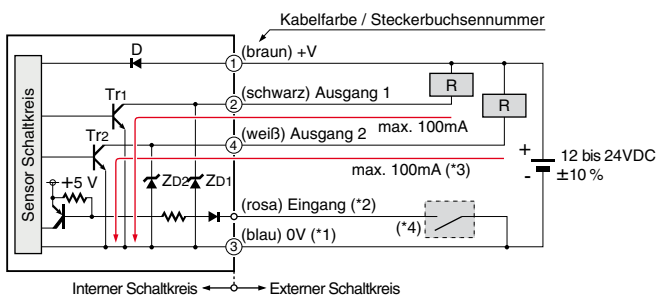 Kabelfarbe / Steckerbuchsennummer
D
(braun) +V
1
Tr1
(schwarz) Ausgang 1
2
R
R
Tr2
(weiß) Ausgang 2
4
max. 100mA
max. 100mA (*3)
+
-
12 bis 24VDC
±10 %
Sensor Schaltkreis
+5 V
ZD2
ZD1
(rosa) Eingang (*2)
(*4)
(blau) 0V (*1)
3
Interner Schaltkreis
Externer Schaltkreis